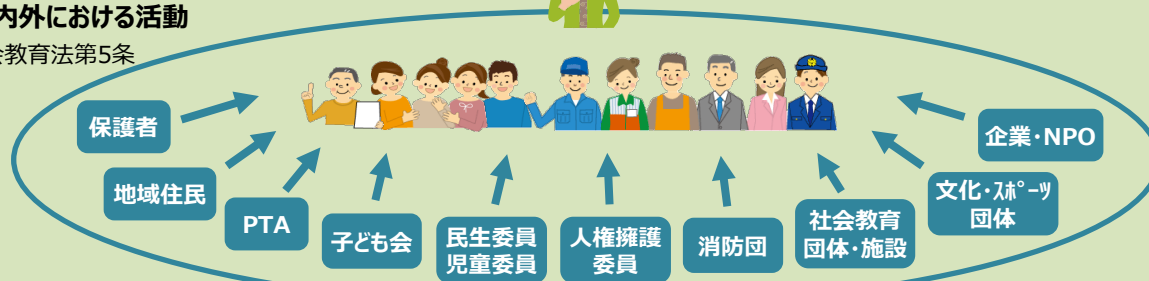 内外における活動
教育法第5条
保護者
地域住民
PTA
子ども会
民生委員
児童委員
人権擁護
委員
消防団
社会教育
団体・施設
文化・ｽﾎﾟｰﾂ
団体
企業・NPO